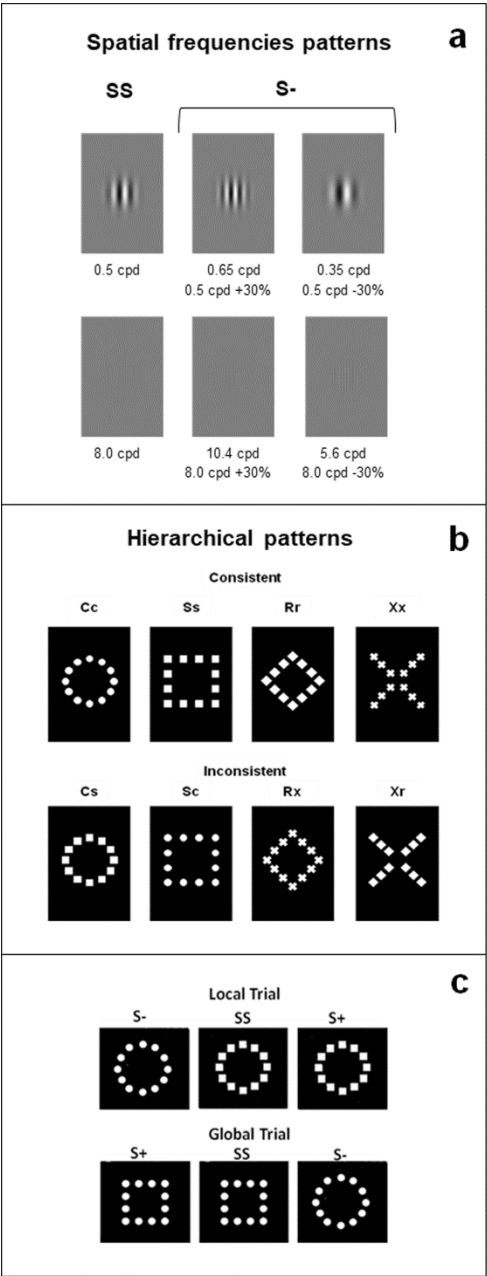 a
Spatial frequencies patterns
SS S-
0.5 cpd 0.65 cpd 0.35 cpd
0.5 cpd +30% 0.5 cpd -30%
8.0 cpd 10.4 cpd 5.6 cpd
8.0 cpd +30% 8.0 cpd -30%
b
Hierarchical patterns
Consistent
Cc Ss Rr Xx
Inconsistent
Cs Sc Rx Xr
c
Local Trial
S- SS S+
Global Trial
S+ SS S-